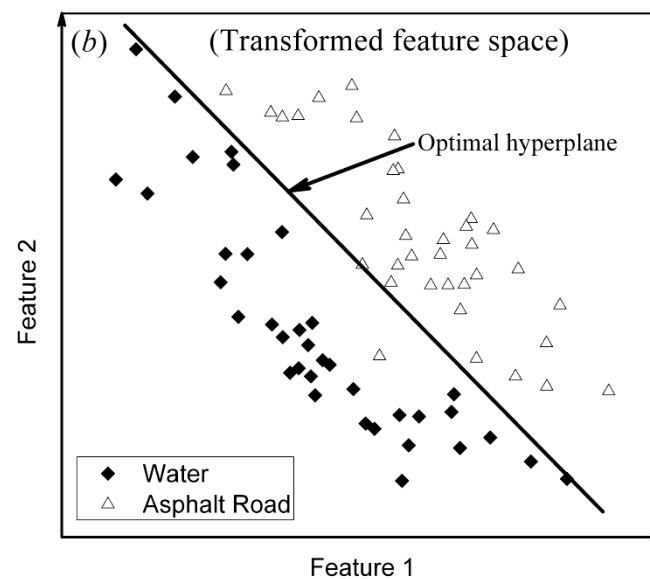 (b) (Transformed feature space)
Optimal hyperplane
Feature 2
Water
Asphalt Road
Feature 1